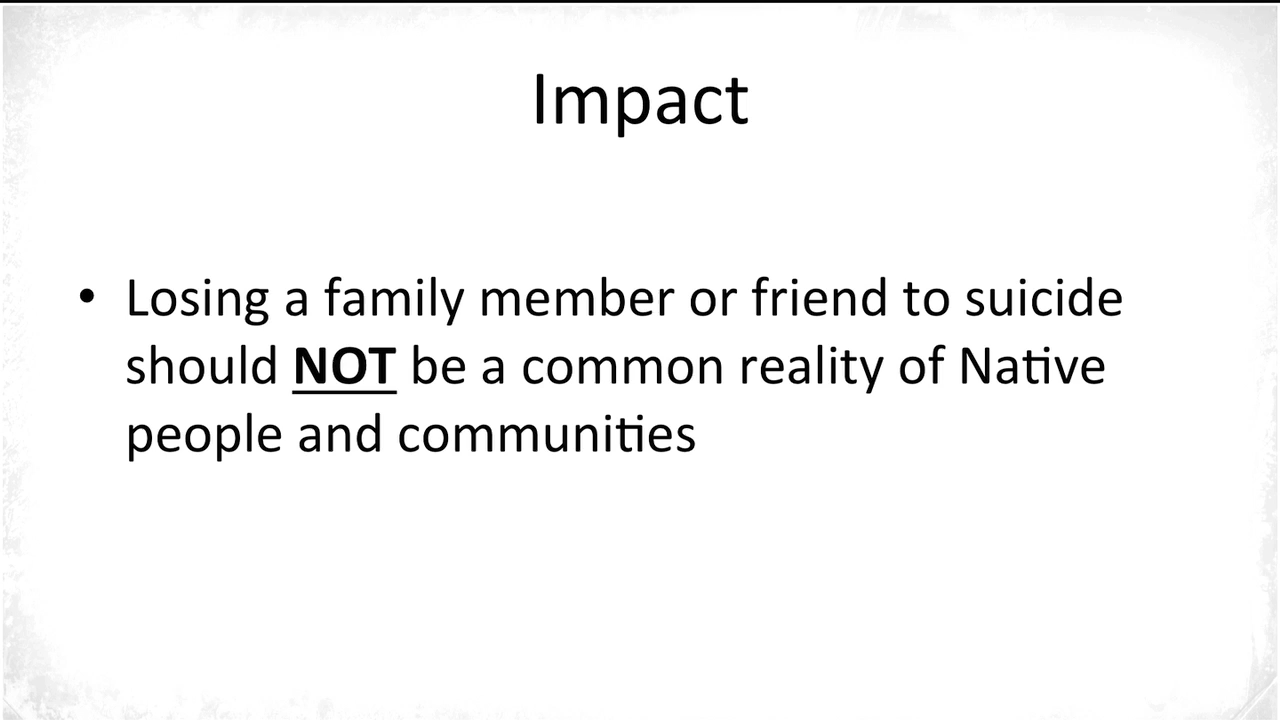 Impact
• Losing a family member or friend to suicide
should NOT be a common reality of Native
people and communities